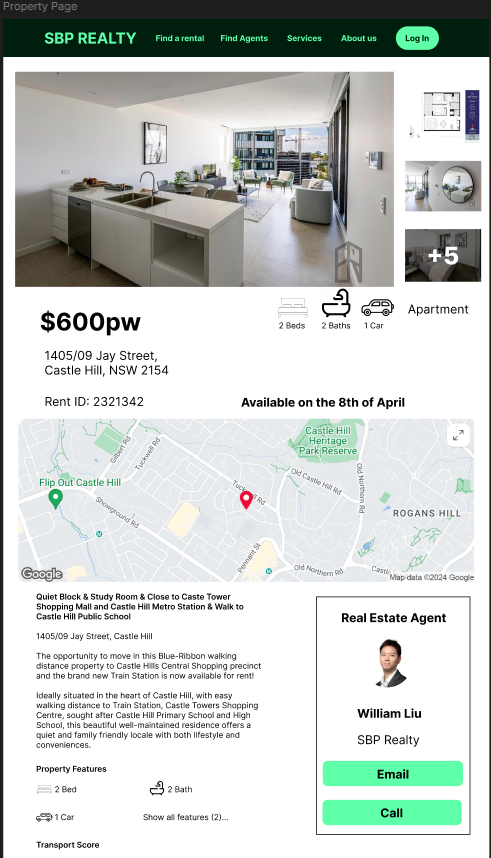 Property Page
SBP REALTY
Find a rental
Find Agents
Services
About us
Log In
+5
$600pw
2 Beds
2 Baths
1 Car
Apartment
1405/09 Jay Street,
Castle Hill, NSW 2154
Rent ID: 2321342
Available on the 8th of April
Castle Hill
Heritage
Park Reserve
Gilbert Rd
Tuckwell Rd
Old Castle Hill Rd
Old Northern Rd
Flip Out Castle Hill
Tuckwell Rd
Showground Rd
ROGANS HILL
Pennant St
Old Northern Rd
Castle
Google
Map data ©2024 Google
Quiet Block & Study Room & Close to Caste Tower
Shopping Mall and Castle Hill Metro Station & Walk to
Castle Hill Public School
1405/09 Jay Street, Castle Hill
The opportunity to move in this Blue-Ribbon walking
distance property to Castle Hills Central Shopping precinct
and the brand new Train Station is now available for rent!
Ideally situated in the heart of Castle Hill, with easy
walking distance to Train Station, Castle Towers Shopping
Centre, sought after Castle Hill Primary School and High
School, this beautiful well-maintained residence offers a
quiet and family friendly locale with both lifestyle and
conveniences.
Property Features
2 Bed
2 Bath
1 Car
Show all features (2)...
Transport Score
Real Estate Agent
William Liu
SBP Realty
Email
Call